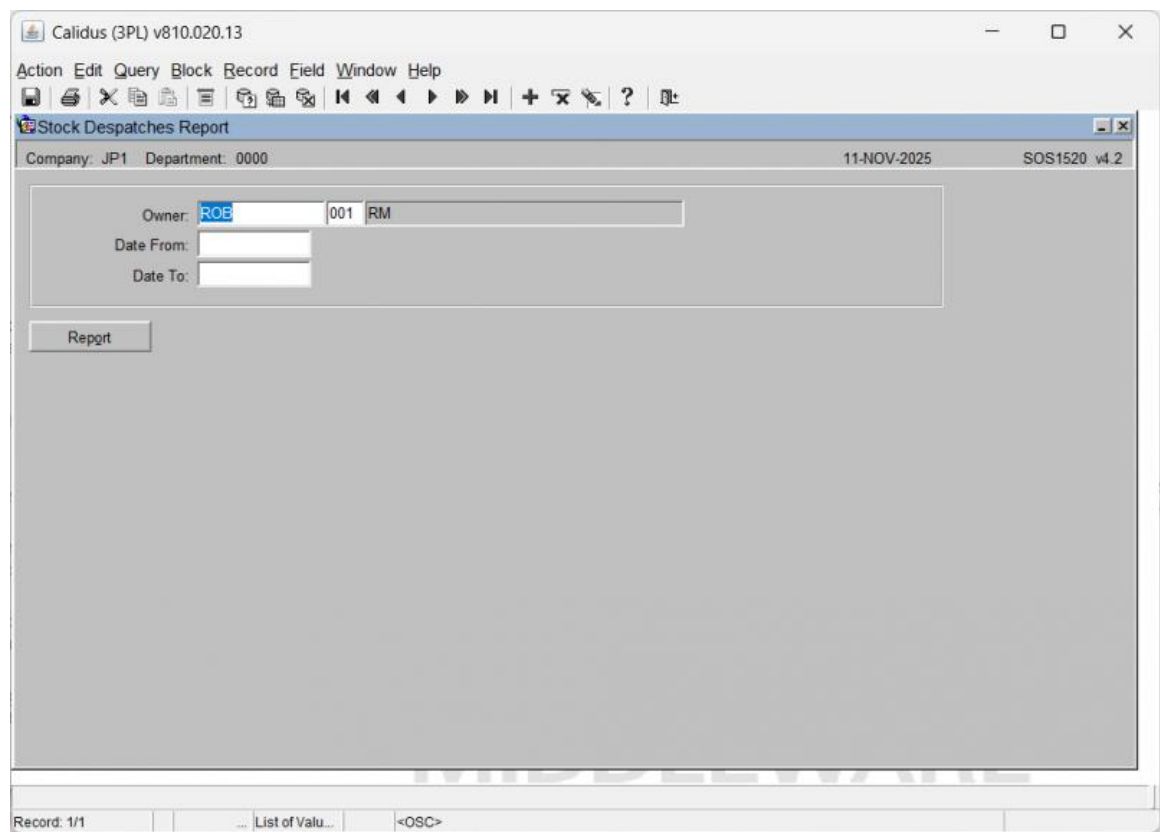 Calidus (3PL) v810.020.13
Action Edit Query Block Record Field Window Help
Stock Despatches Report
Company: JP1 Department: 0000 11-NOV-2025 SOS1520 v4.2
Owner: ROB 001 RM
Date From:
Date To:
Report
MIDDLEWARE
Record: 1/1 ... List of Valu... <OSC>